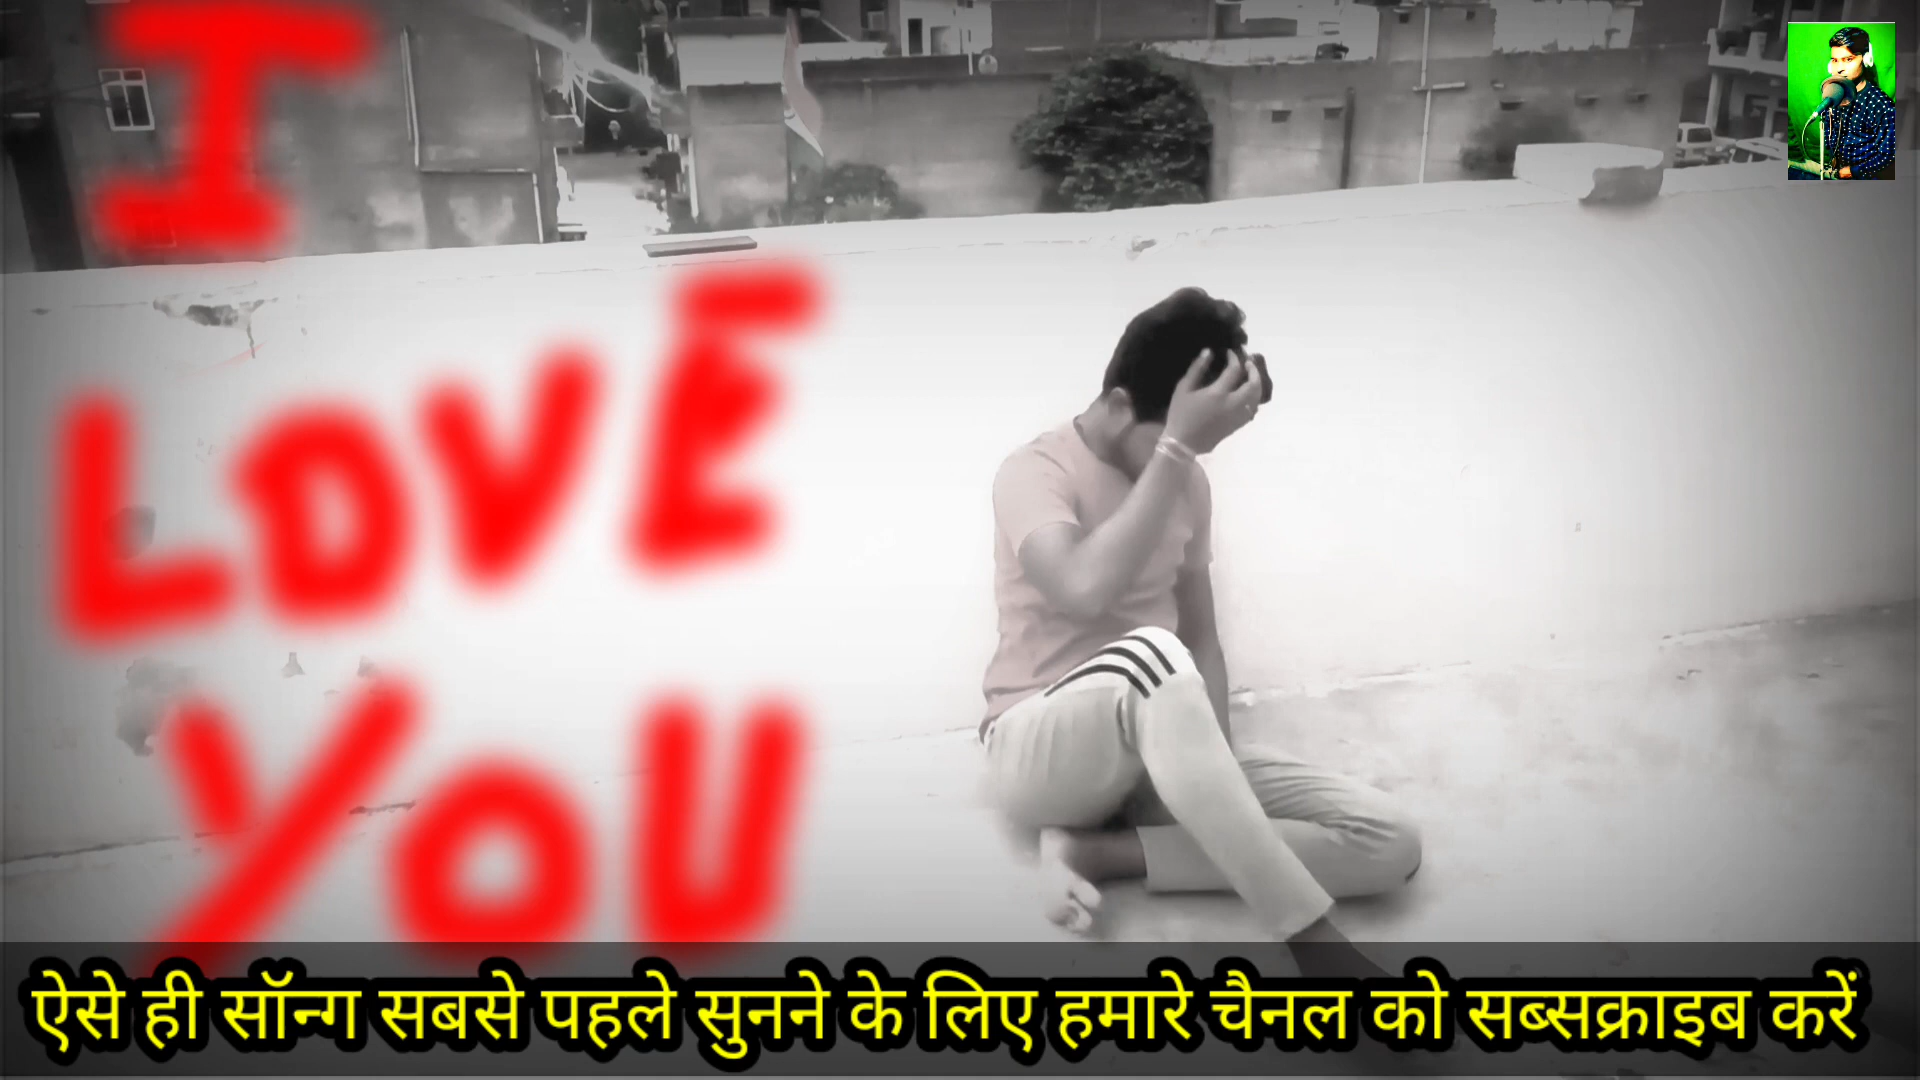 I
LOVE
YOU
ऐसे ही सॉन्ग सबसे पहले सुनने के लिए हमारे चैनल को सब्सक्राइब करें